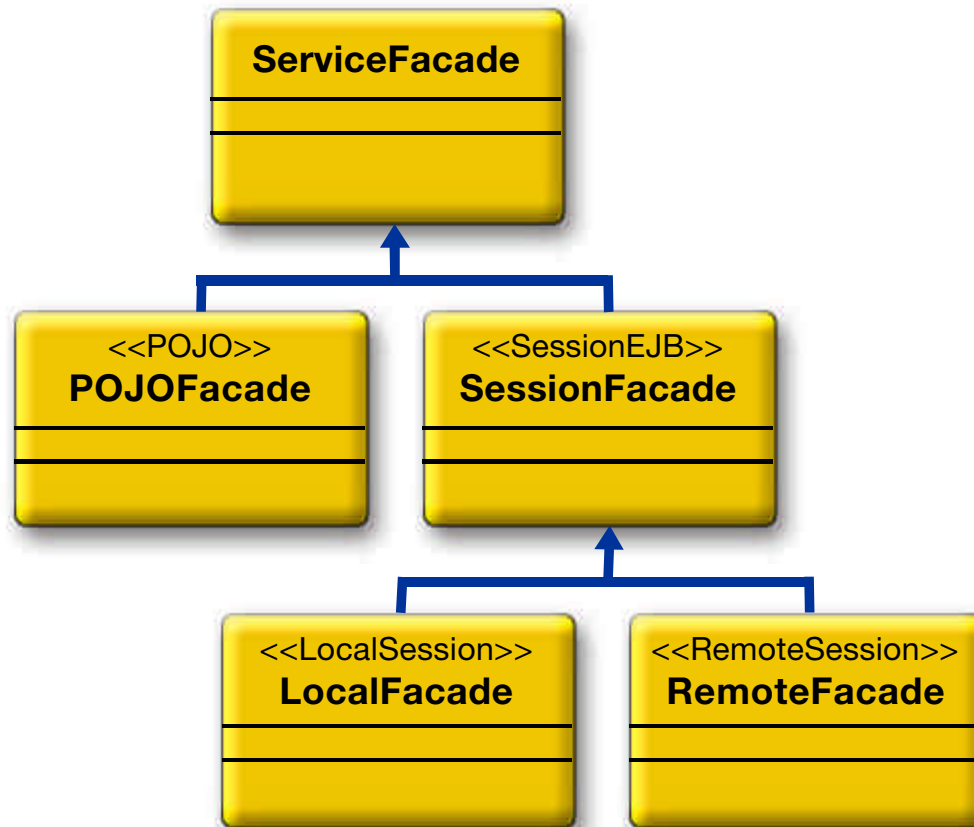 ServiceFacade
<<POJO>>
POJOFacade
<<SessionEJB>>
SessionFacade
<<LocalSession>>
LocalFacade
<<RemoteSession>>
RemoteFacade